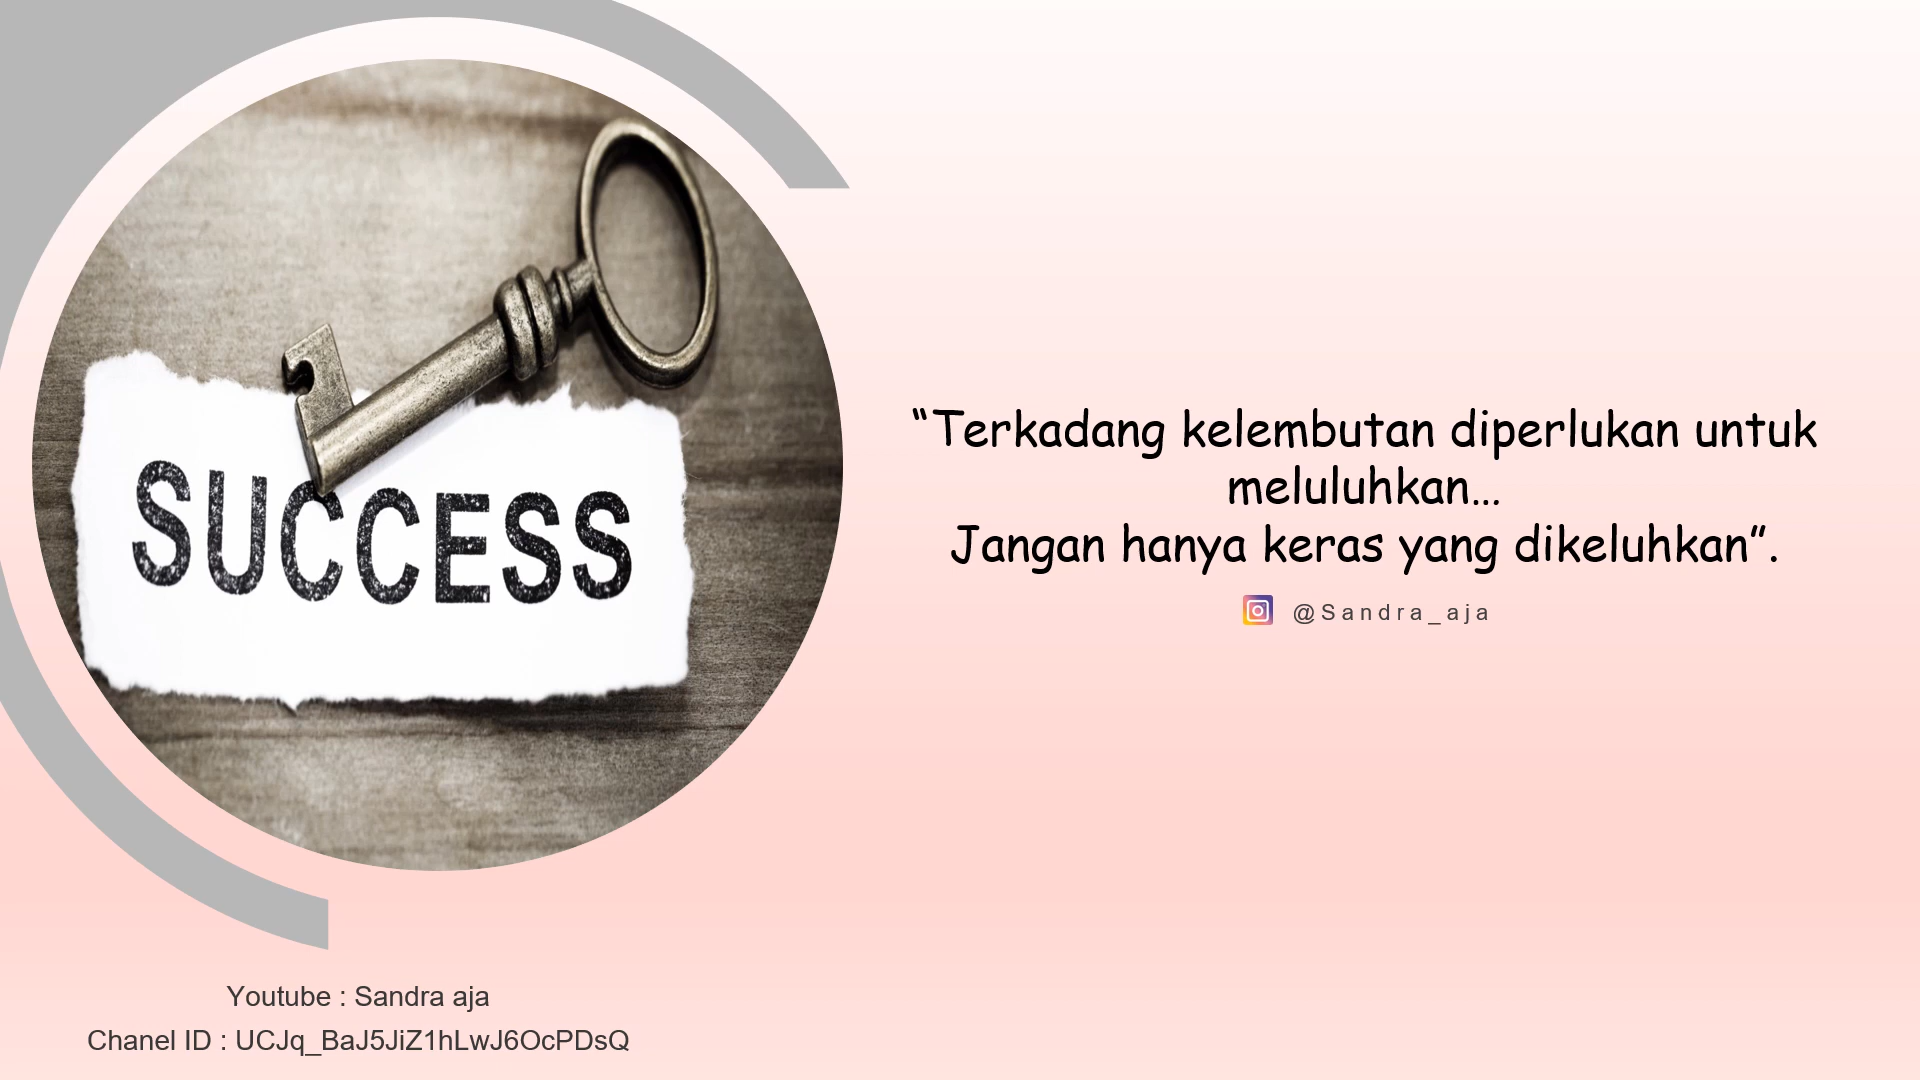 SUCCESS
“Terkadang kelembutan diperlukan untuk
meluluhkan...
Jangan hanya keras yang dikeluhkan”.
@Sandra_aja
Youtube : Sandra aja
Chanel ID : UCJq_BaJ5JiZ1hLwJ6OcPDsQ